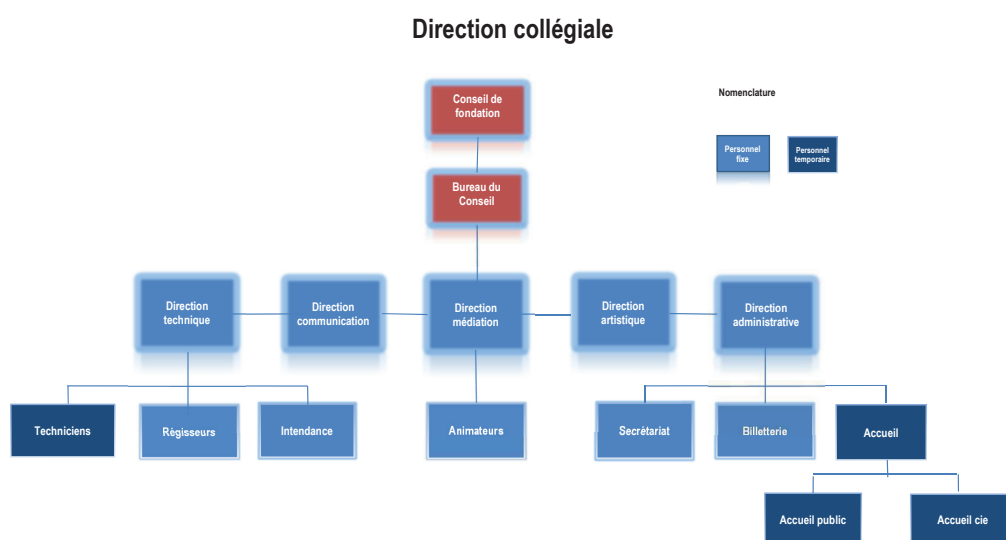 Direction collégiale
Conseil de
fondation
Nomenclature
Personnel
fixe
Personnel
temporaire
Bureau du
Conseil
Direction
technique
Direction
communication
Direction
médiation
Direction
artistique
Direction
administrative
Techniciens
Régisseurs
Intendance
Animateurs
Secrétariat
Billetterie
Accueil
Accueil public
Accueil cie